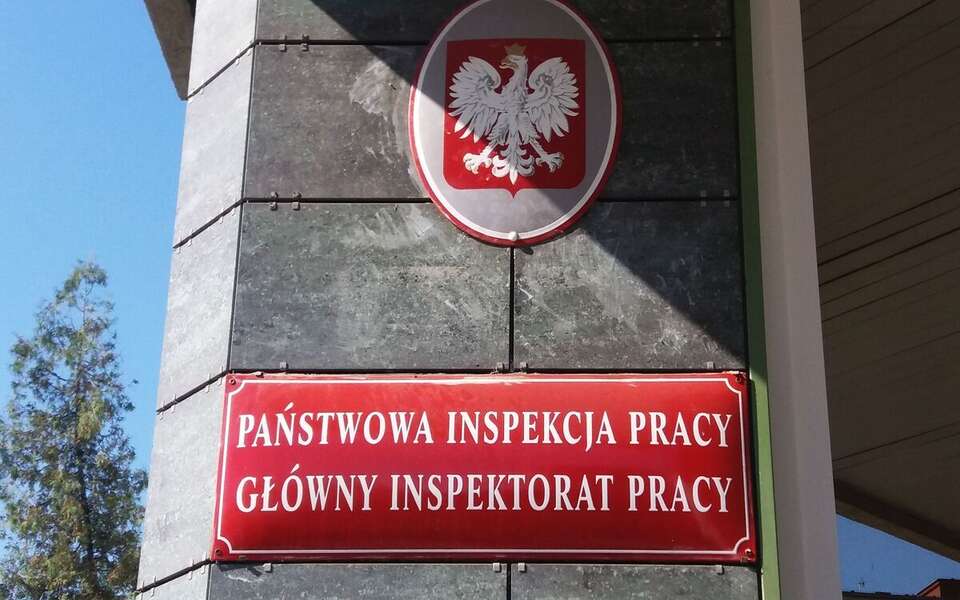 PAŃSTWOWA INSPEKCJA PRACY
GŁÓWNY INSPEKTORAT PRACY